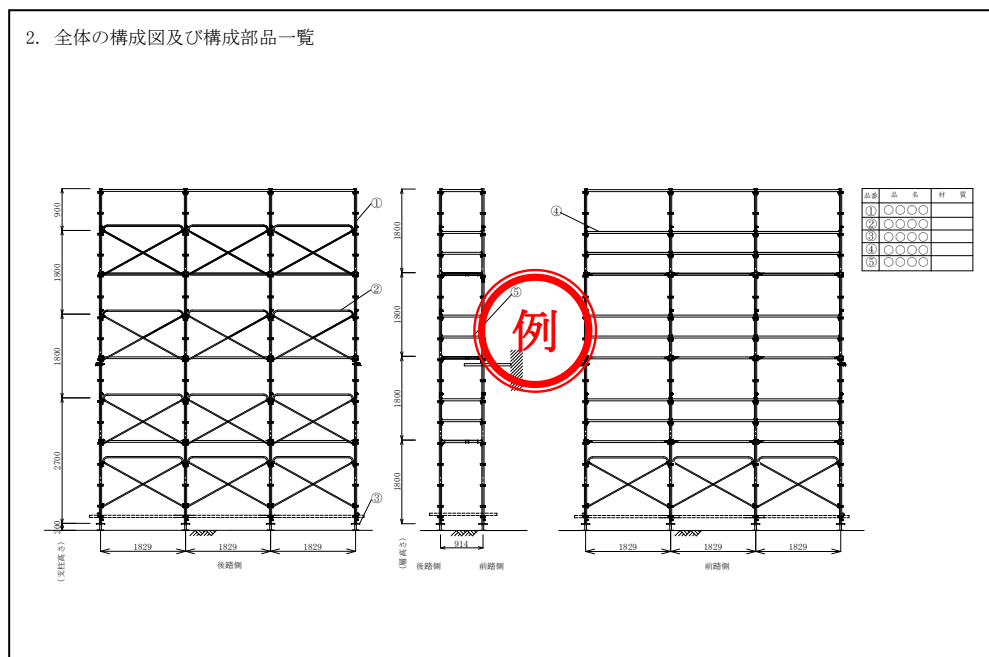 2. 全体の構成図及び構成部品一覧
900
1800
1800
2700
200
(支柱高さ)
①
②
③
1829
1829
1829
後踏側
1800
1800
1800
1800
(層高さ)
⑤
914
後踏側
前踏側
例
④
1829
1829
1829
前踏側
品番 品 名 材 質
① ○○○○
② ○○○○
③ ○○○○
④ ○○○○
⑤ ○○○○